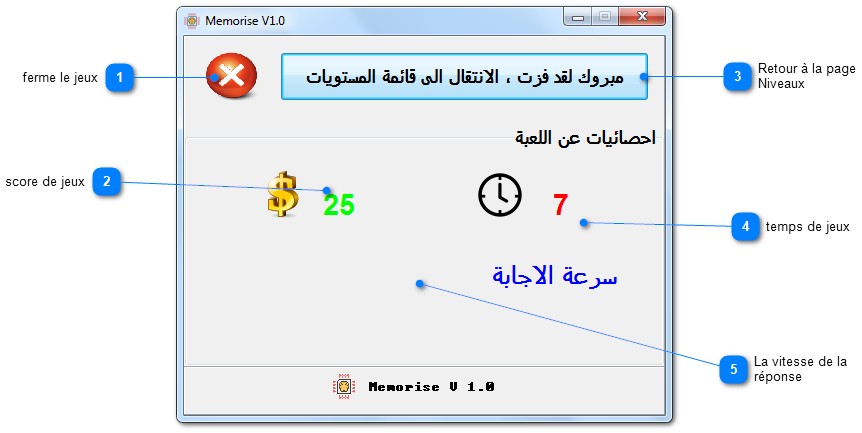 Memorise V1.0
ferme le jeux
1
مبروك لقد فزت ، الانتقال الى قائمة المستويات
3
Retour à la page
Niveaux
احصائيات عن اللعبة
score de jeux
2
25
7
4
temps de jeux
سرعة الاجابة
5
La vitesse de la
réponse
Memorise V 1.0